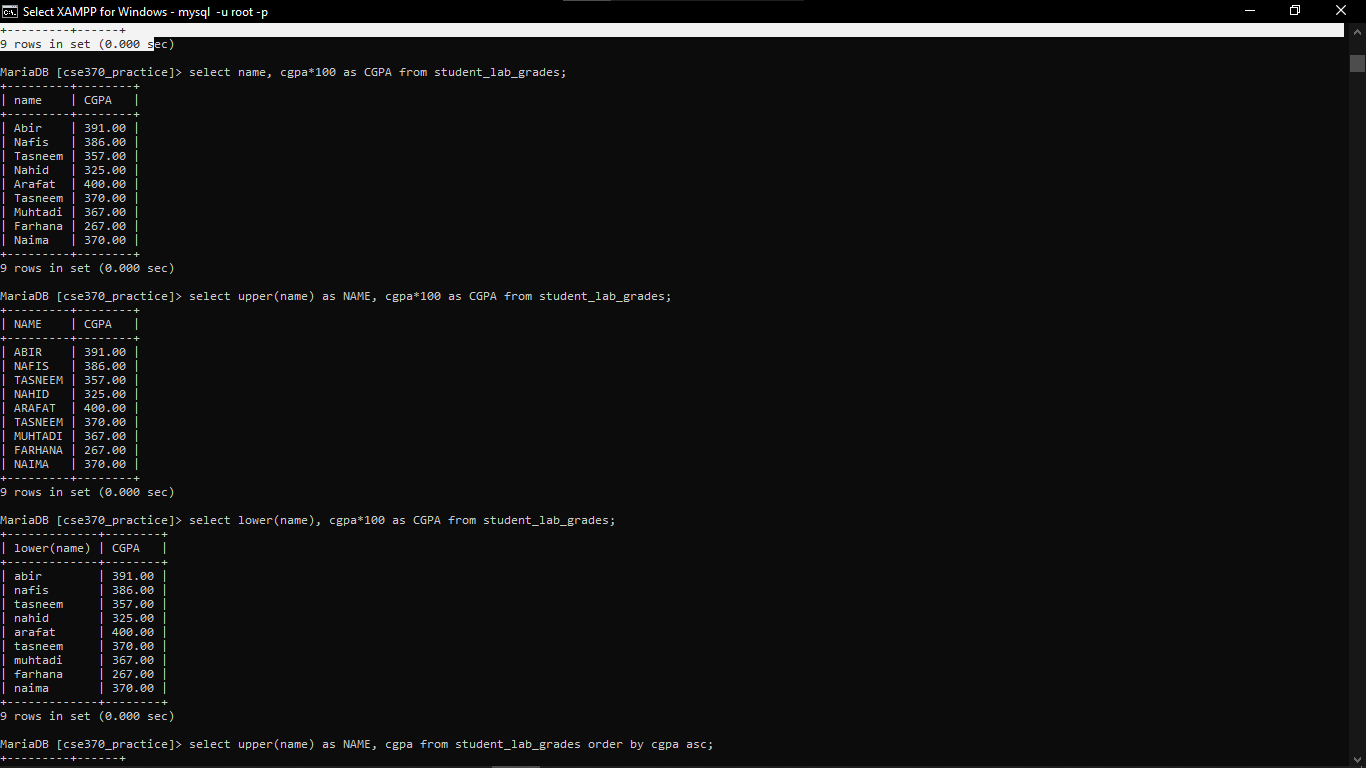 Select XAMPP for Windows - mysql  -u root -p
+---------+------+
9 rows in set (0.000 sec)
MariaDB [cse370_practice]> select name, cgpa*100 as CGPA from student_lab_grades;
+---------+--------+
| name    | CGPA   |
+---------+--------+
| Abir    | 391.00 |
| Nafis   | 386.00 |
| Tasneem | 357.00 |
| Nahid   | 325.00 |
| Arafat  | 400.00 |
| Tasneem | 370.00 |
| Muhtadi | 367.00 |
| Farhana | 267.00 |
| Naima   | 370.00 |
+---------+--------+
9 rows in set (0.000 sec)
MariaDB [cse370_practice]> select upper(name) as NAME, cgpa*100 as CGPA from student_lab_grades;
+---------+--------+
| NAME    | CGPA   |
+---------+--------+
| ABIR    | 391.00 |
| NAFIS   | 386.00 |
| TASNEEM | 357.00 |
| NAHID   | 325.00 |
| ARAFAT  | 400.00 |
| TASNEEM | 370.00 |
| MUHTADI | 367.00 |
| FARHANA | 267.00 |
| NAIMA   | 370.00 |
+---------+--------+
9 rows in set (0.000 sec)
MariaDB [cse370_practice]> select lower(name), cgpa*100 as CGPA from student_lab_grades;
+-------------+--------+
| lower(name) | CGPA   |
+-------------+--------+
| abir        | 391.00 |
| nafis       | 386.00 |
| tasneem     | 357.00 |
| nahid       | 325.00 |
| arafat      | 400.00 |
| tasneem     | 370.00 |
| muhtadi     | 367.00 |
| farhana     | 267.00 |
| naima       | 370.00 |
+-------------+--------+
9 rows in set (0.000 sec)
MariaDB [cse370_practice]> select upper(name) as NAME, cgpa from student_lab_grades order by cgpa asc;
+---------+------+